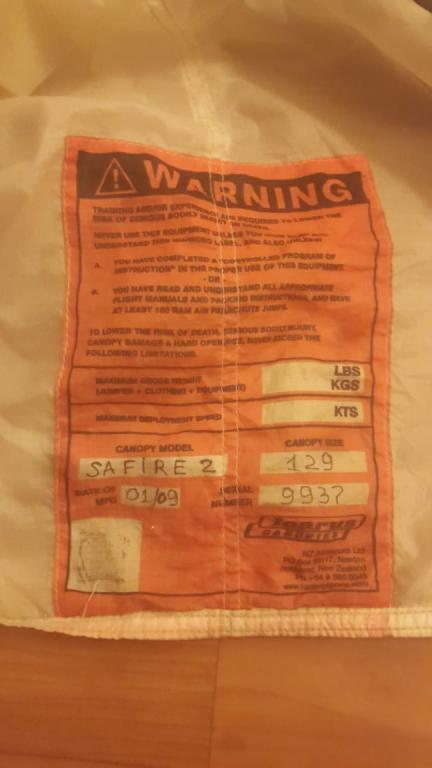 WARNING
TRAINING AND/OR EXPERIENCE ARE REQUIRED TO LOWER THE
RISK OF SERIOUS BODILY INJURY OR DEATH.
NEVER USE THIS EQUIPMENT UNLESS YOU HAVE READ AND
UNDERSTAND THIS WARNING LABEL, AND ALSO UNLESS:
A. YOU HAVE COMPLETED A "CONTROLLED PROGRAM OF
INSTRUCTION" IN THE PROPER USE OF THIS EQUIPMENT
- OR -
B. YOU HAVE READ AND UNDERSTAND ALL APPROPRIATE
FLIGHT MANUALS AND PACKING INSTRUCTIONS, AND HAVE
AT LEAST 100 RAM AIR PARACHUTE JUMPS.
TO LOWER THE RISK OF DEATH, SERIOUS BODILY INJURY,
CANOPY DAMAGE & HARD OPENINGS, NEVER EXCEED THE
FOLLOWING LIMITATIONS.
MAXIMUM GROSS WEIGHT LBS
(JUMPER + CLOTHING + EQUIPMENT) KGS
MAXIMUM DEPLOYMENT SPEED KTS
CANOPY MODEL CANOPY SIZE
SAFIRE 2 129
DATE OF MFG 01/09 SERIAL NUMBER 9937
Icarus
CANOPIES
NZ Aerosports Ltd
PO Box
New Zealand